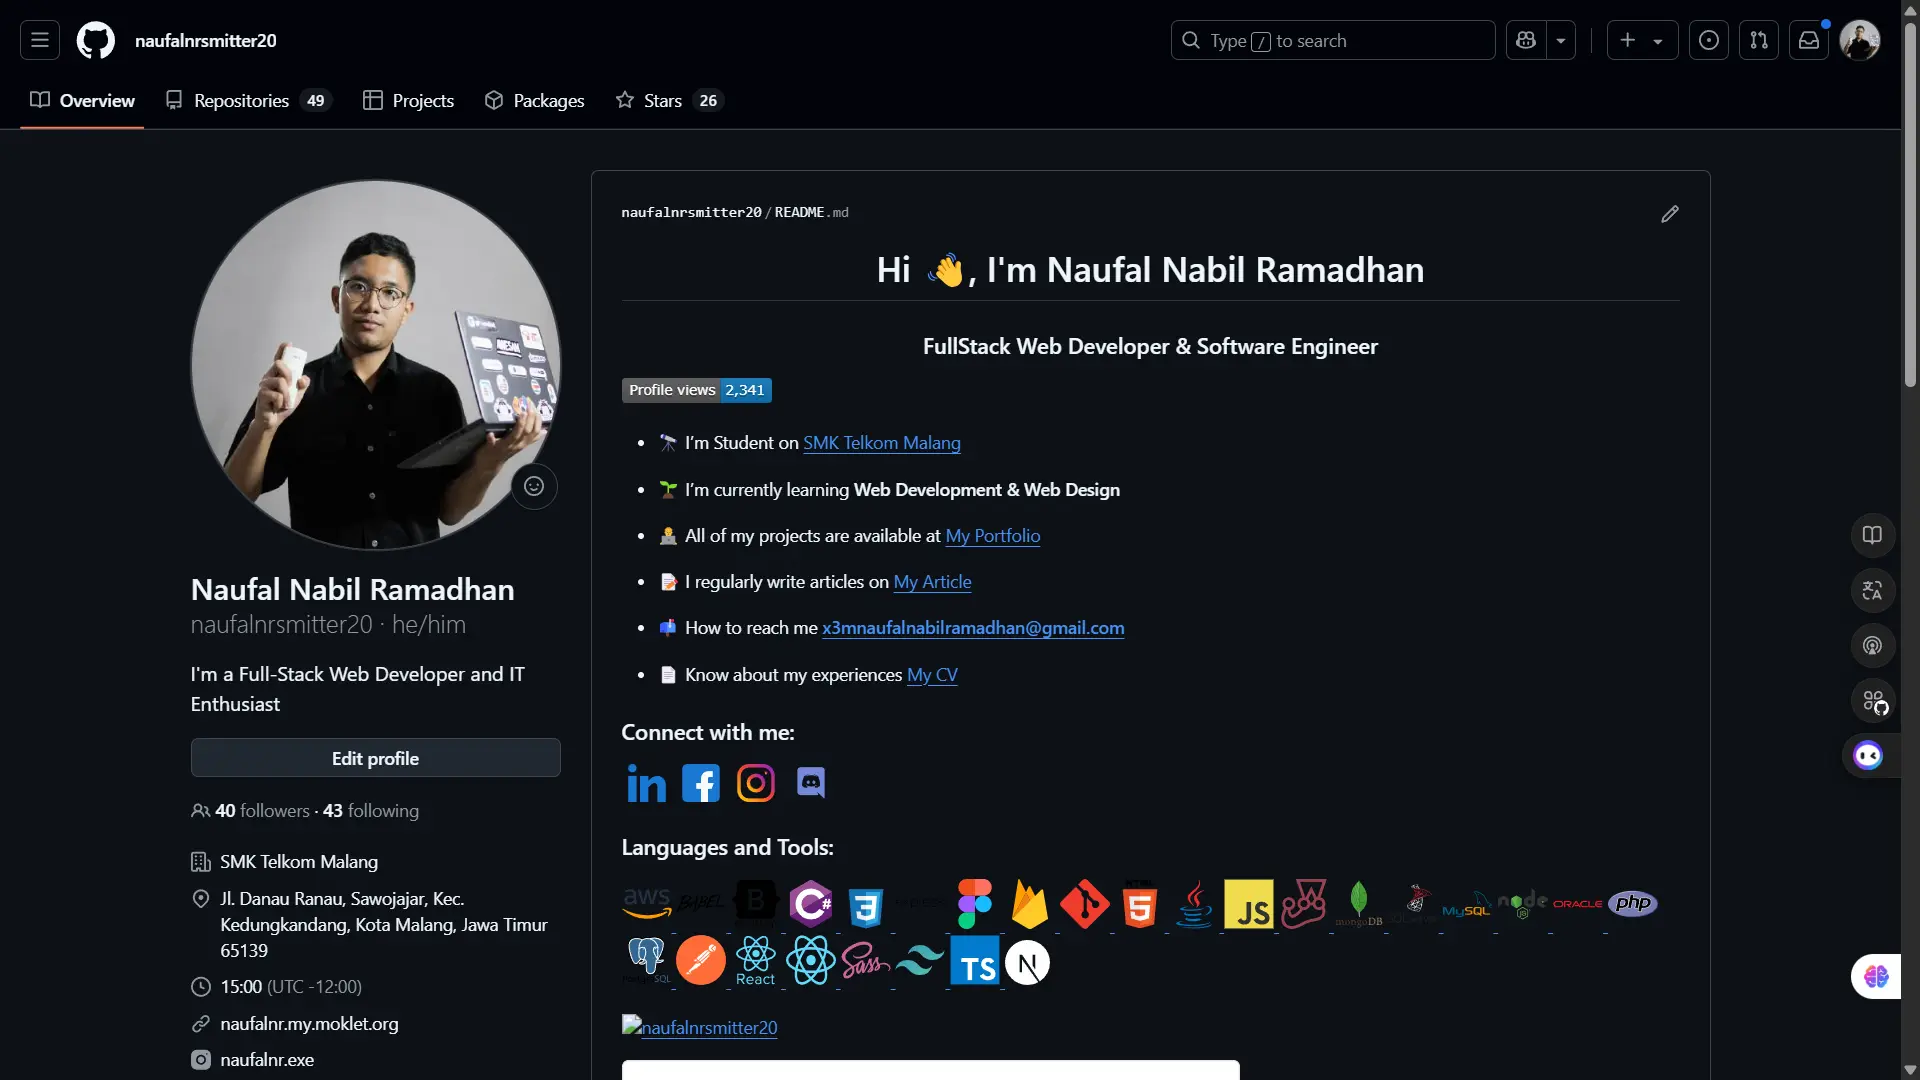 naufalnrsmitter20
Type / to search
Overview
Repositories 49
Projects
Packages
Stars 26
naufalnrsmitter20/README.md
Hi 👋, I'm Naufal Nabil Ramadhan
FullStack Web Developer & Software Engineer
Profile views 2,341
I’m Student on SMK Telkom Malang
I’m currently learning Web Development & Web Design
All of my projects are available at My Portfolio
I regularly write articles on My Article
How to reach me x3mnaufalnabilramadhan@gmail.com
Know about my experiences My CV
Connect with me:
in
Languages and Tools:
aws
BABEL
B
C#
3
HTML
5
JS
mongoDB
MySQL
node
JS
ORACLE
php
PostgreSQL
React
Sass
TS
N
naufalnrsmitter20
Naufal Nabil Ramadhan
naufalnrsmitter20 · he/him
I'm a Full-Stack Web Developer and IT
Enthusiast
Edit profile
40 followers · 43 following
SMK Telkom Malang
Jl. Danau Ranau, Sawojajar, Kec.
Kedungkandang, Kota Malang, Jawa Timur
65139
15:00 (UTC -12:00)
naufalnr.my.moklet.org
naufalnr.exe